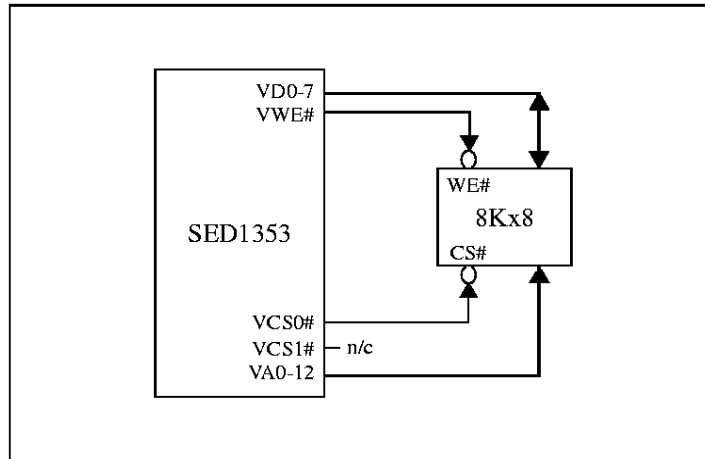 VD0-7
VWE#
WE#
8Kx8
SED1353
CS#
VCS0#
VCS1#
n/c
VA0-12